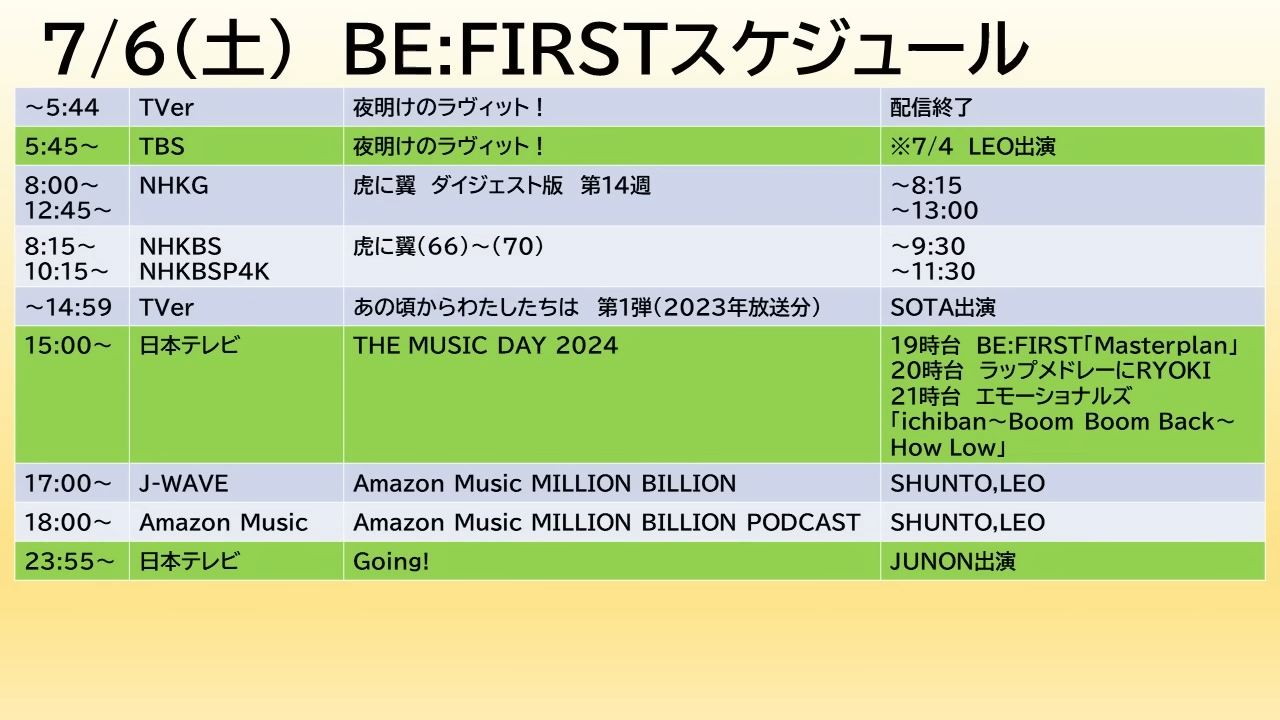 7/6(土)　BE:FIRSTスケジュール
～5:44　TVer　夜明けのラヴィット！　配信終了
5:45～　TBS　夜明けのラヴィット！　※7/4　LEO出演
8:00～　NHKG　虎に翼　ダイジェスト版　第14週　～8:15
12:45～　～13:00
8:15～　NHKBS　虎に翼(66)～(70)　～9:30
10:15～　NHKBSP4K　～11:30
～14:59　TVer　あの頃からわたしたちは　第1弾(2023年放送分)　SOTA出演
15:00～　日本テレビ　THE MUSIC DAY 2024　19時台　BE:FIRST「Masterplan」
20時台　ラップメドレーにRYOKI
21時台　エモーショナルズ
「ichiban～Boom Boom Back～
How Low」
17:00～　J-WAVE　Amazon Music MILLION BILLION　SHUNTO,LEO
18:00～　Amazon Music　Amazon Music MILLION BILLION PODCAST　SHUNTO,LEO
23:55～　日本テレビ　Going!　JUNON出演